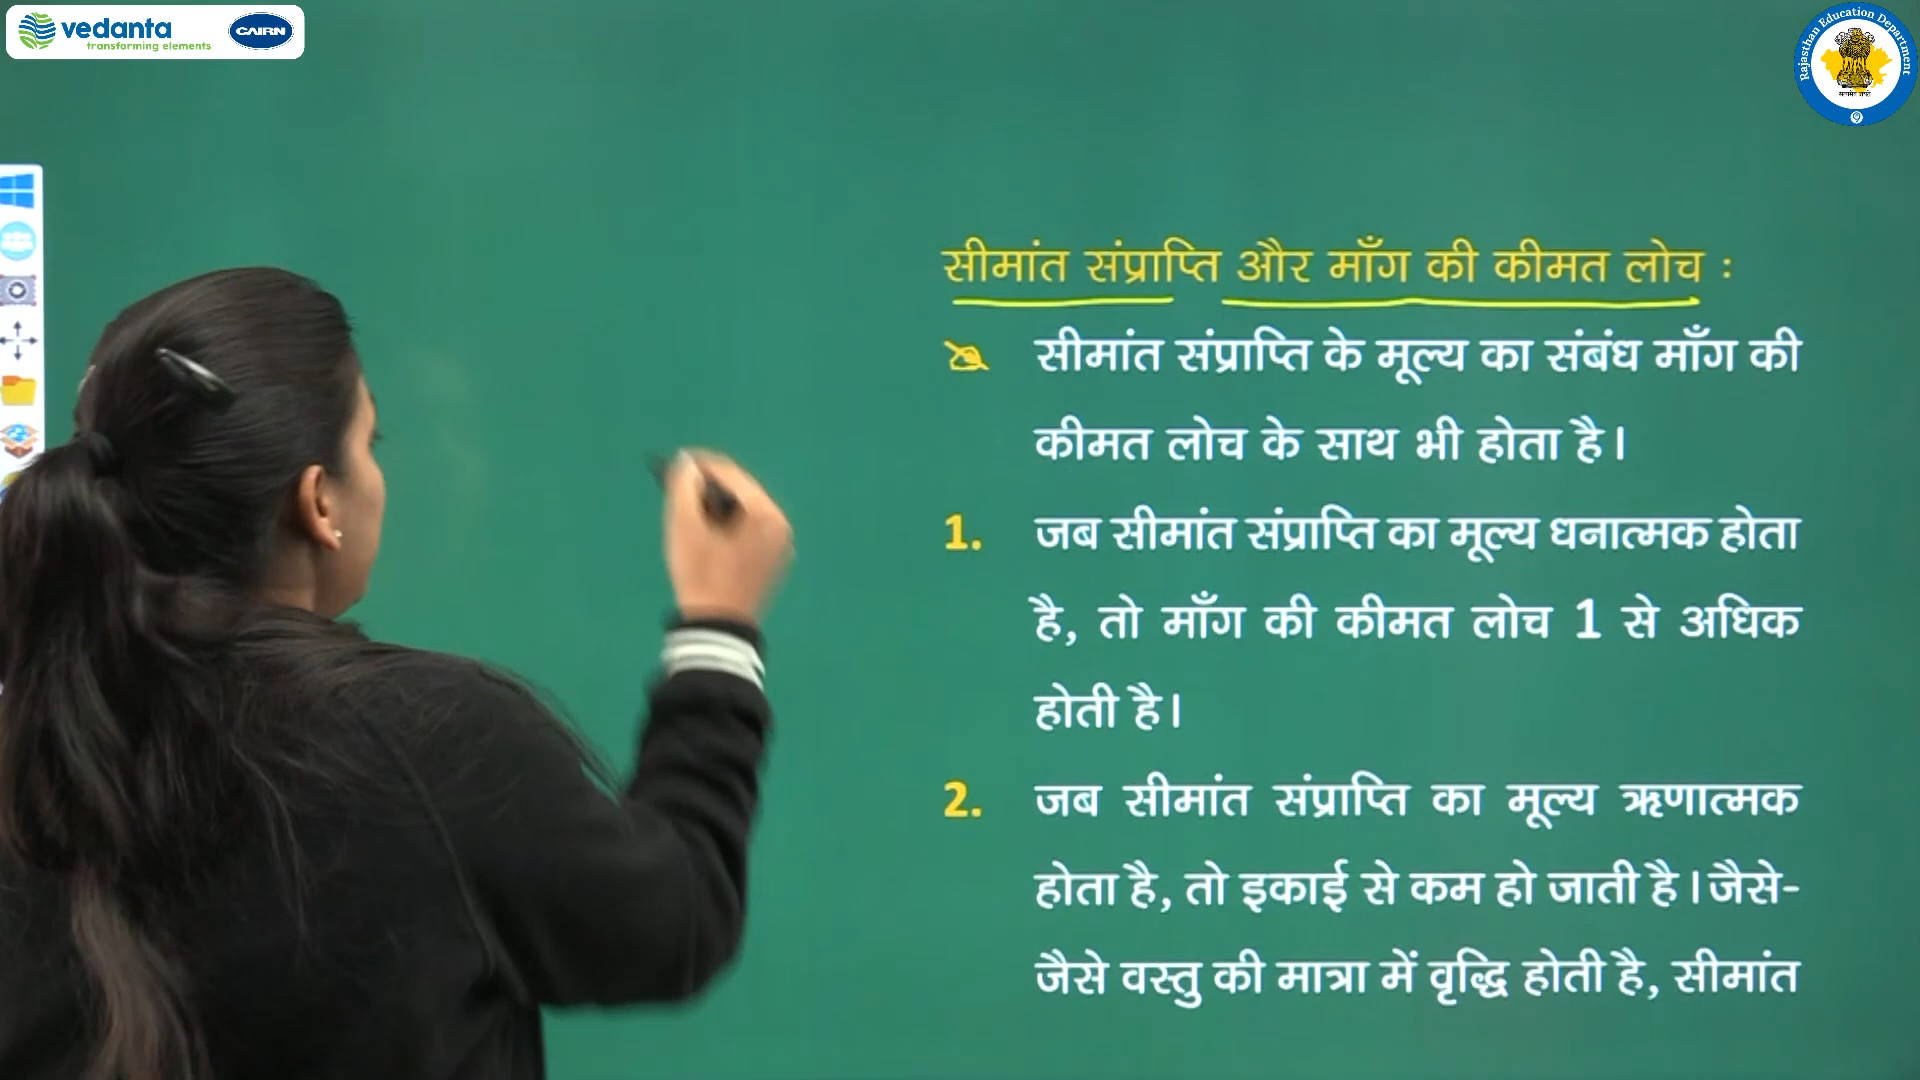 vedanta
transforming elements
CAIRN
Rajasthan Education Department
सीमांत संप्राप्ति और माँग की कीमत लोच :
सीमांत संप्राप्ति के मूल्य का संबंध माँग की
कीमत लोच के साथ भी होता है।
1. जब सीमांत संप्राप्ति का मूल्य धनात्मक होता
है, तो माँग की कीमत लोच 1 से अधिक
होती है।
2. जब सीमांत संप्राप्ति का मूल्य ऋणात्मक
होता है, तो इकाई से कम हो जाती है। जैसे-
जैसे वस्तु की मात्रा में वृद्धि होती है, सीमांत